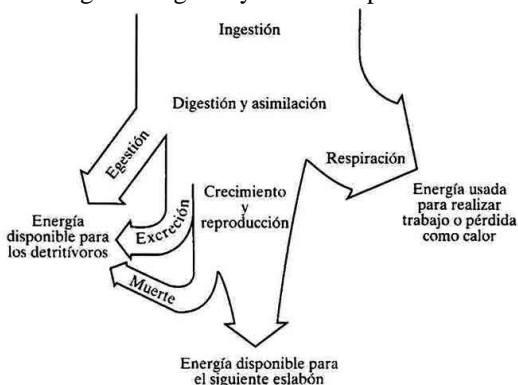 Ingestión
Digestión y asimilación
Egestión
Respiración
Crecimiento
y
reproducción
Excreción
Muerte
Energía
disponible para
los detritívoros
Energía usada
para realizar
trabajo o pérdida
como calor
Energía disponible para
el siguiente eslabón